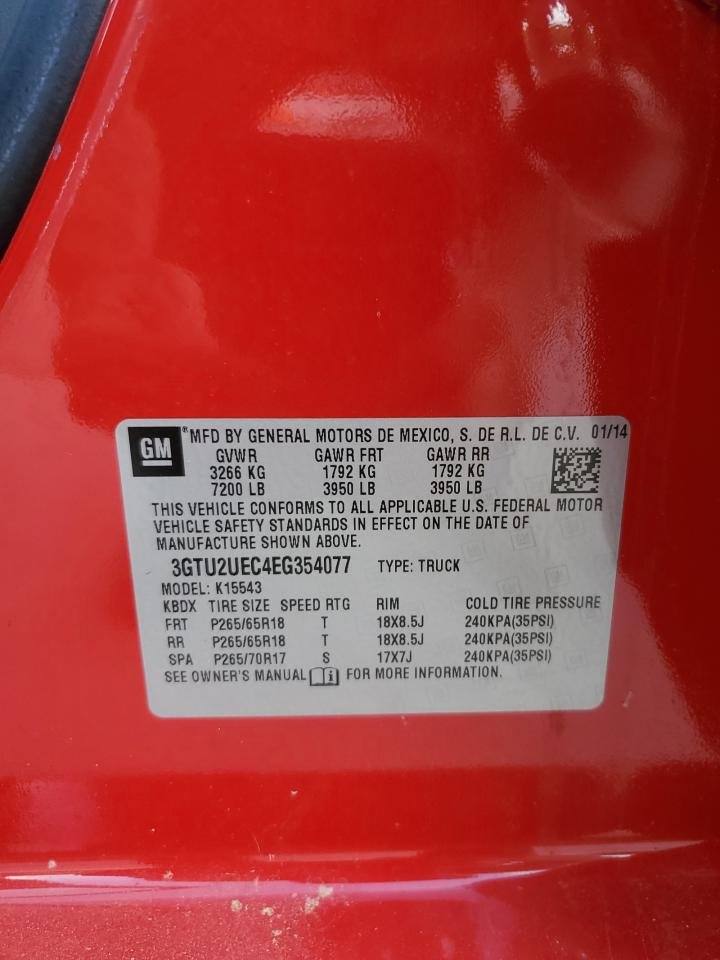 GM ® MFD BY GENERAL MOTORS DE MEXICO, S. DE R.L. DE C.V. 01/14
GVWR GAWR FRT GAWR RR
3266 KG 1792 KG 1792 KG
7200 LB 3950 LB 3950 LB
THIS VEHICLE CONFORMS TO ALL APPLICABLE U.S. FEDERAL MOTOR
VEHICLE SAFETY STANDARDS IN EFFECT ON THE DATE OF
MANUFACTURE SHOWN ABOVE.
3GTU2UEC4EG354077 TYPE: TRUCK
MODEL: K15543
KBDX TIRE SIZE SPEED RTG RIM COLD TIRE PRESSURE
FRT P265/65R18 T 18X8.5J 240KPA(35PSI)
RR P265/65R18 T 18X8.5J 240KPA(35PSI)
SPA P265/70R17 S 17X7J 240KPA(35PSI)
SEE OWNER'S MANUAL i FOR MORE INFORMATION.